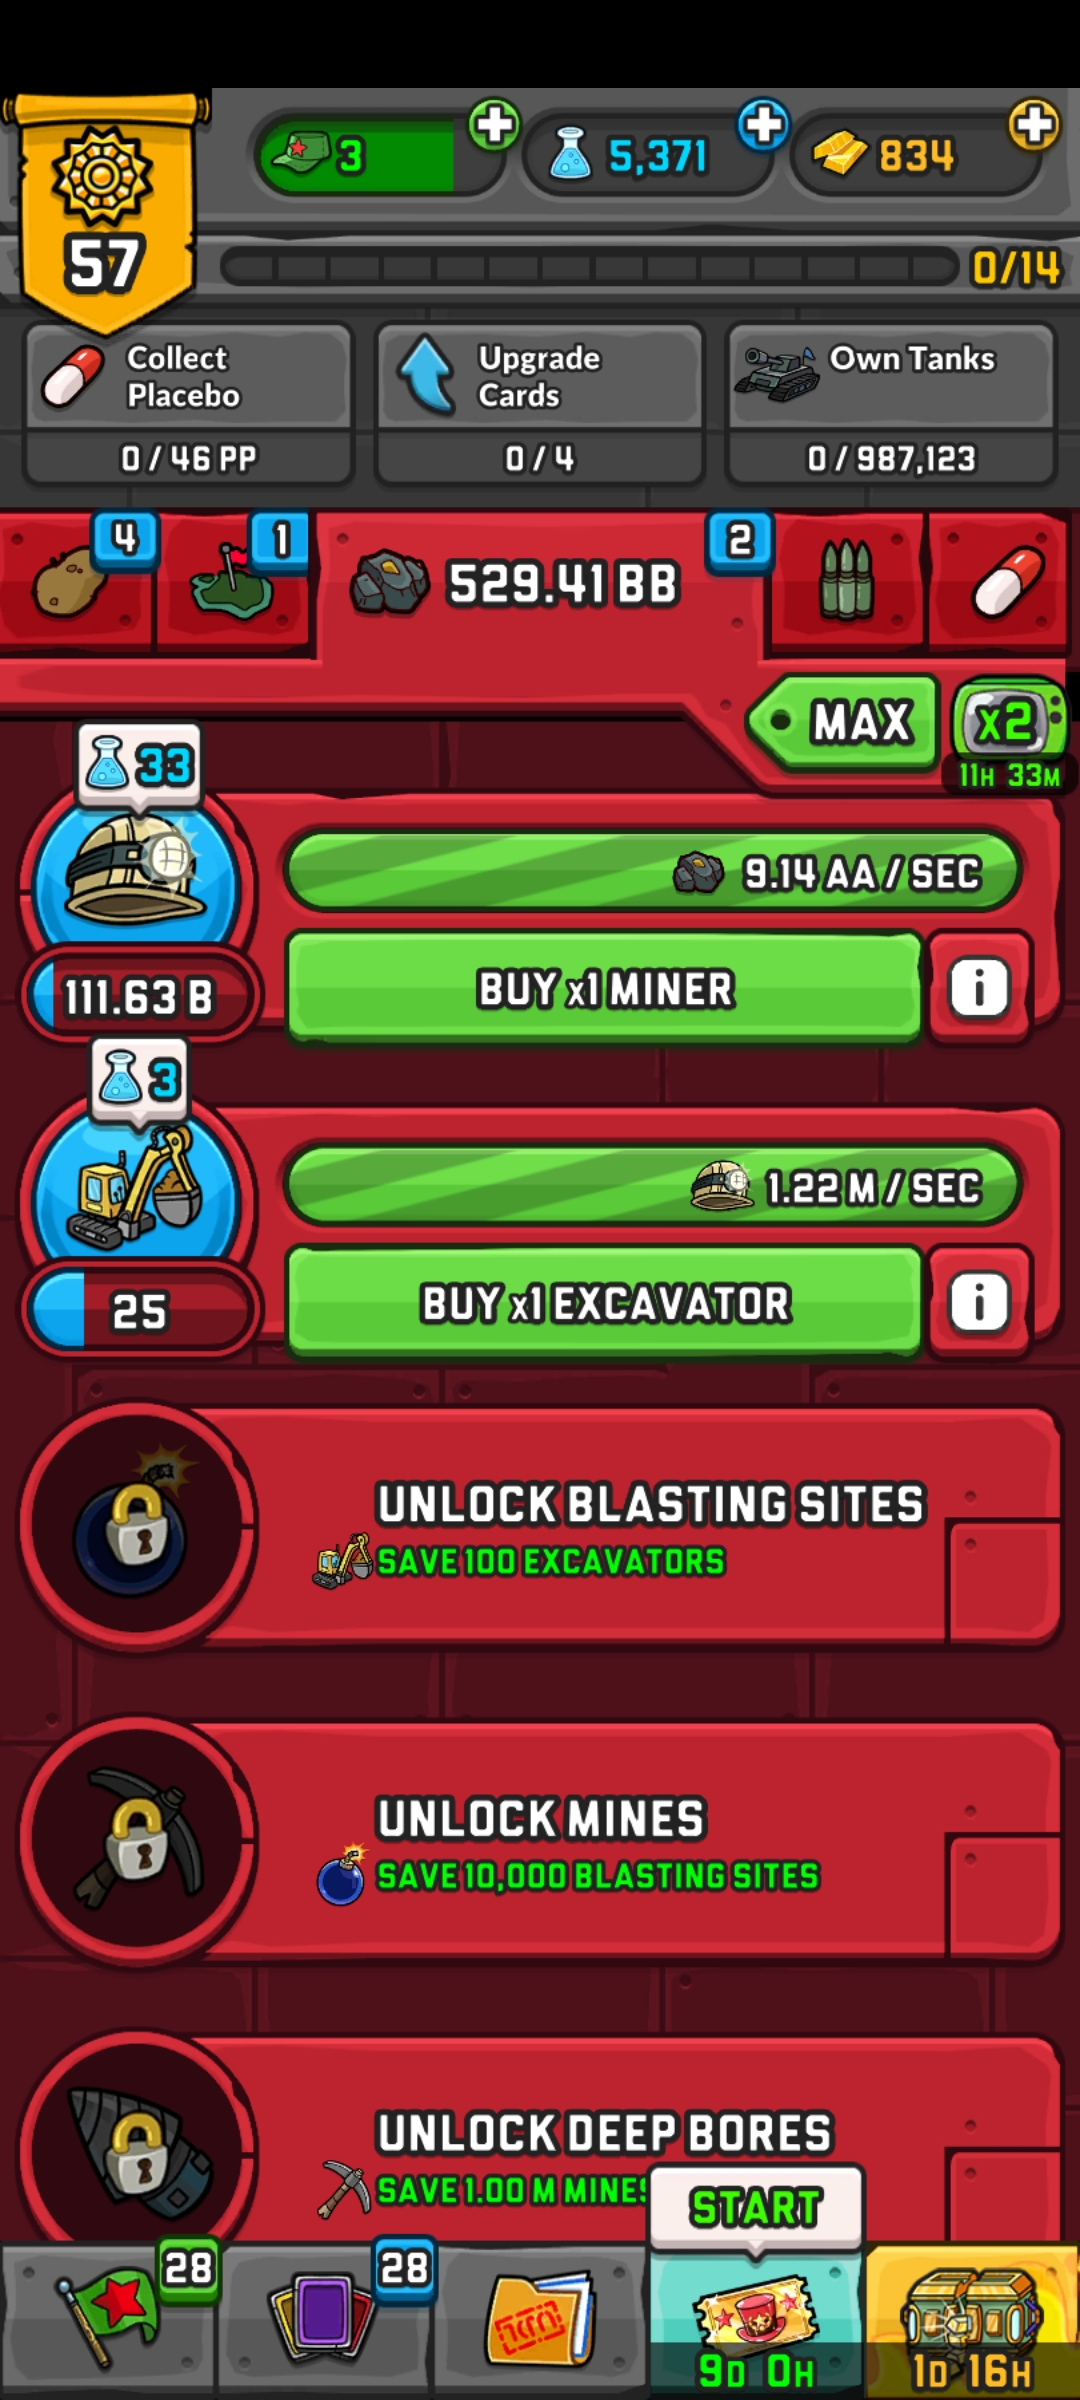 57
3
5,371
834
0/14
Collect
Placebo
0 / 46 PP
Upgrade
Cards
0 / 4
Own Tanks
0 / 987,123
4
1
529.41 BB
2
MAX
x2
11H 33M
33
9.14 AA / SEC
111.63 B
BUY x1 MINER
i
3
1.22 M / SEC
25
BUY x1 EXCAVATOR
i
UNLOCK BLASTING SITES
SAVE 100 EXCAVATORS
UNLOCK MINES
SAVE 10,000 BLASTING SITES
UNLOCK DEEP BORES
SAVE 1.00 M MINES
START
28
28
9D 0H
1D 16H